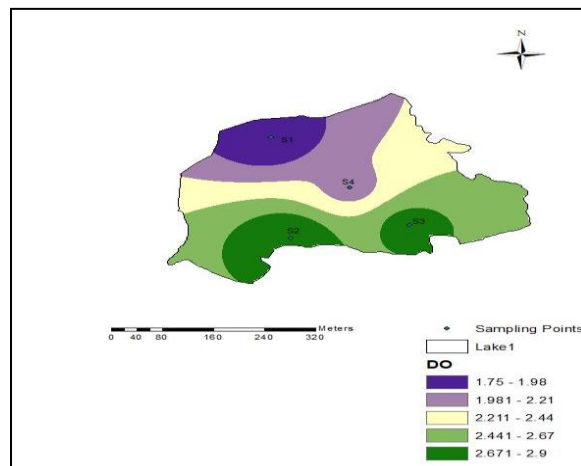 N
S1
S4
S3
S2
Meters
0 20 40 80 160 240 320
Sampling Points
Lake1
DO
1.75 - 1.98
1.981 - 2.21
2.211 - 2.44
2.441 - 2.67
2.671 - 2.9